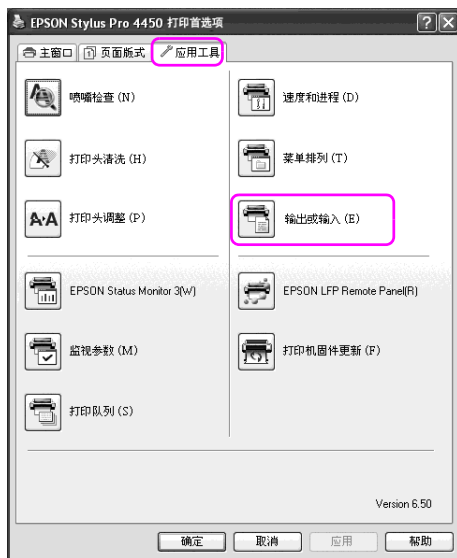 EPSON Stylus Pro 4450 打印首选项
主窗口 页面版式 应用工具
喷嘴检查(N)
速度和进程(D)
打印头清洗(H)
菜单排列(T)
打印头调整(P)
输出或输入(E)
EPSON Status Monitor 3(W)
EPSON LFP Remote Panel(R)
监视参数(M)
打印机固件更新(F)
打印队列(S)
Version 6.50
确定 取消 应用 帮助